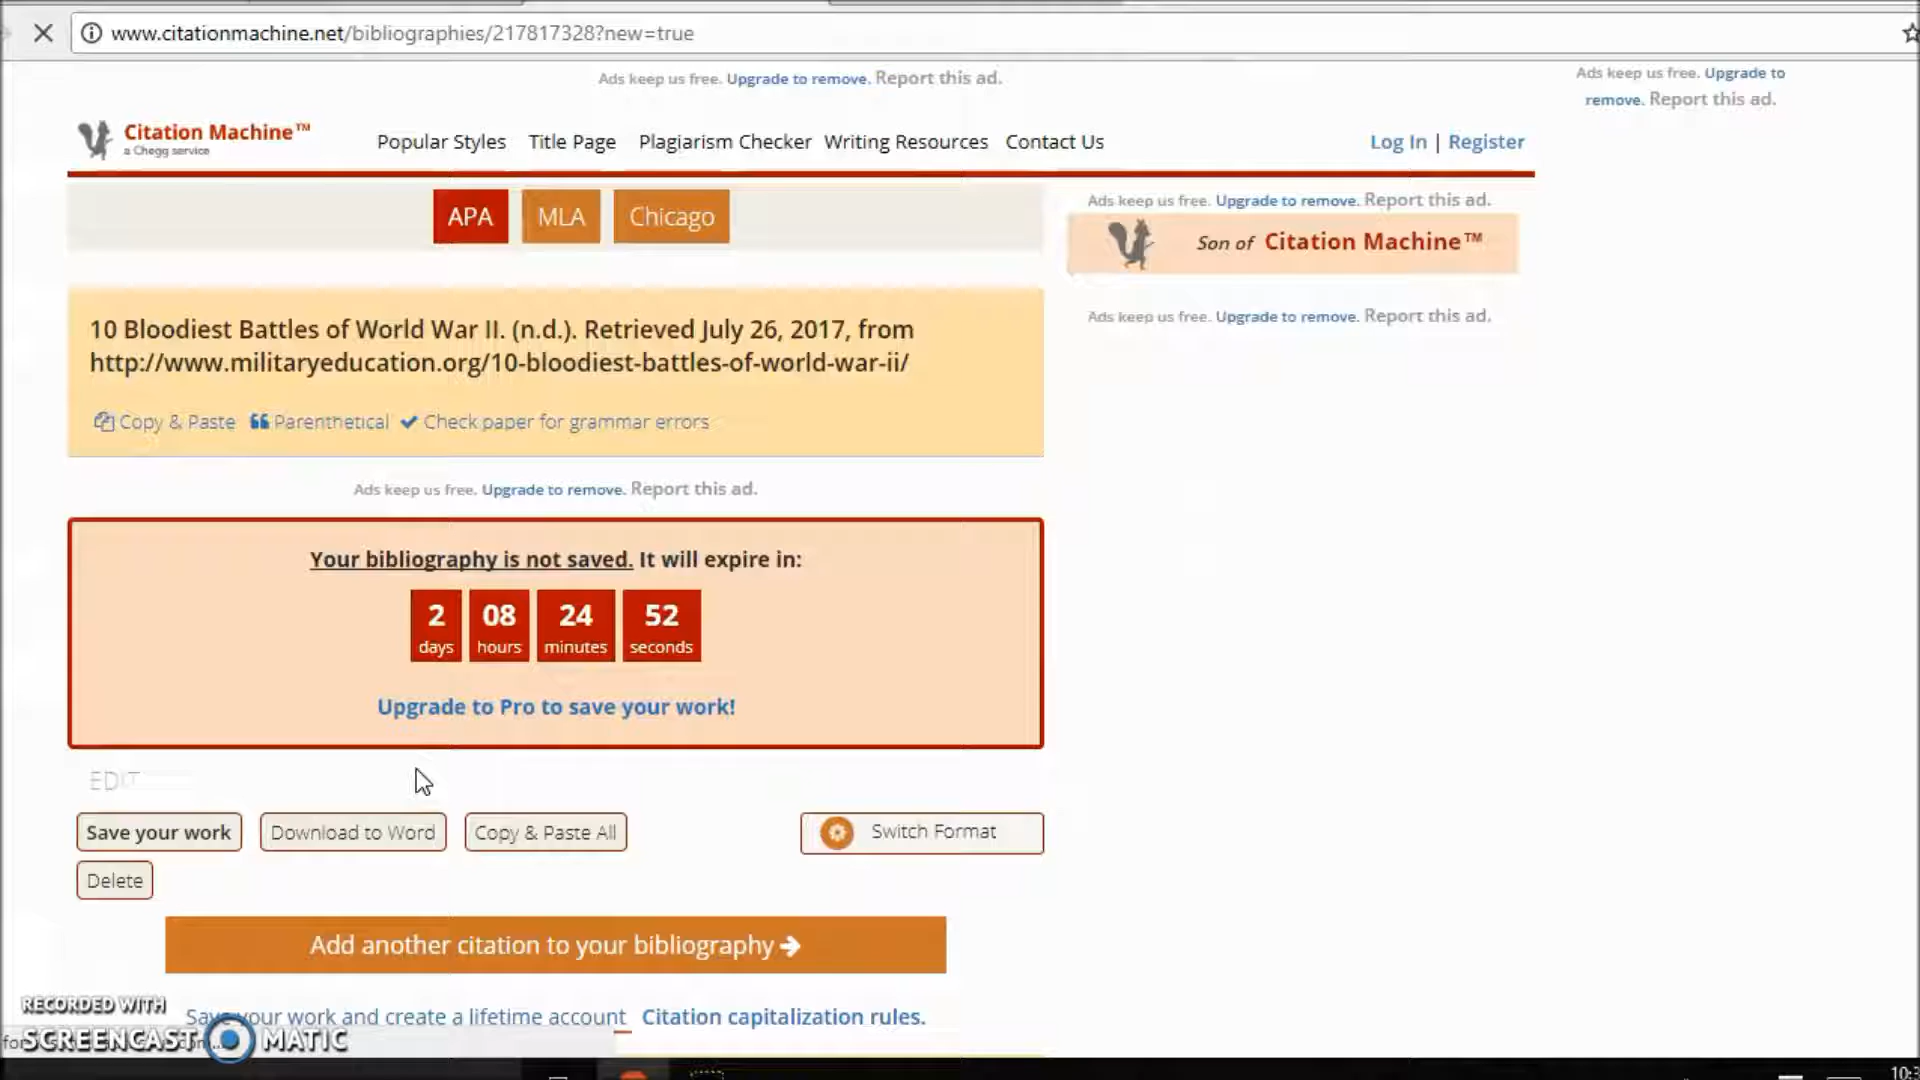 www.citationmachine.net/bibliographies/217817328?new=true
Ads keep us free. Upgrade to remove. Report this ad.
Ads keep us free. Upgrade to
remove. Report this ad.
Citation Machine™
a Chegg service
Popular Styles Title Page Plagiarism Checker Writing Resources Contact Us
Log In | Register
APA MLA Chicago
Ads keep us free. Upgrade to remove. Report this ad.
Son of Citation Machine™
Ads keep us free. Upgrade to remove. Report this ad.
10 Bloodiest Battles of World War II. (n.d.). Retrieved July 26, 2017, from
http://www.militaryeducation.org/10-bloodiest-battles-of-world-war-ii/
Copy & Paste Parenthetical Check paper for grammar errors
Ads keep us free. Upgrade to remove. Report this ad.
Your bibliography is not saved. It will expire in:
2 08 24 52
days hours minutes seconds
Upgrade to Pro to save your work!
EDIT
Save your work Download to Word Copy & Paste All Switch Format
Delete
Add another citation to your bibliography
Save your work and create a lifetime account Citation capitalization rules.
RECORDED WITH
SCREENCAST MATIC